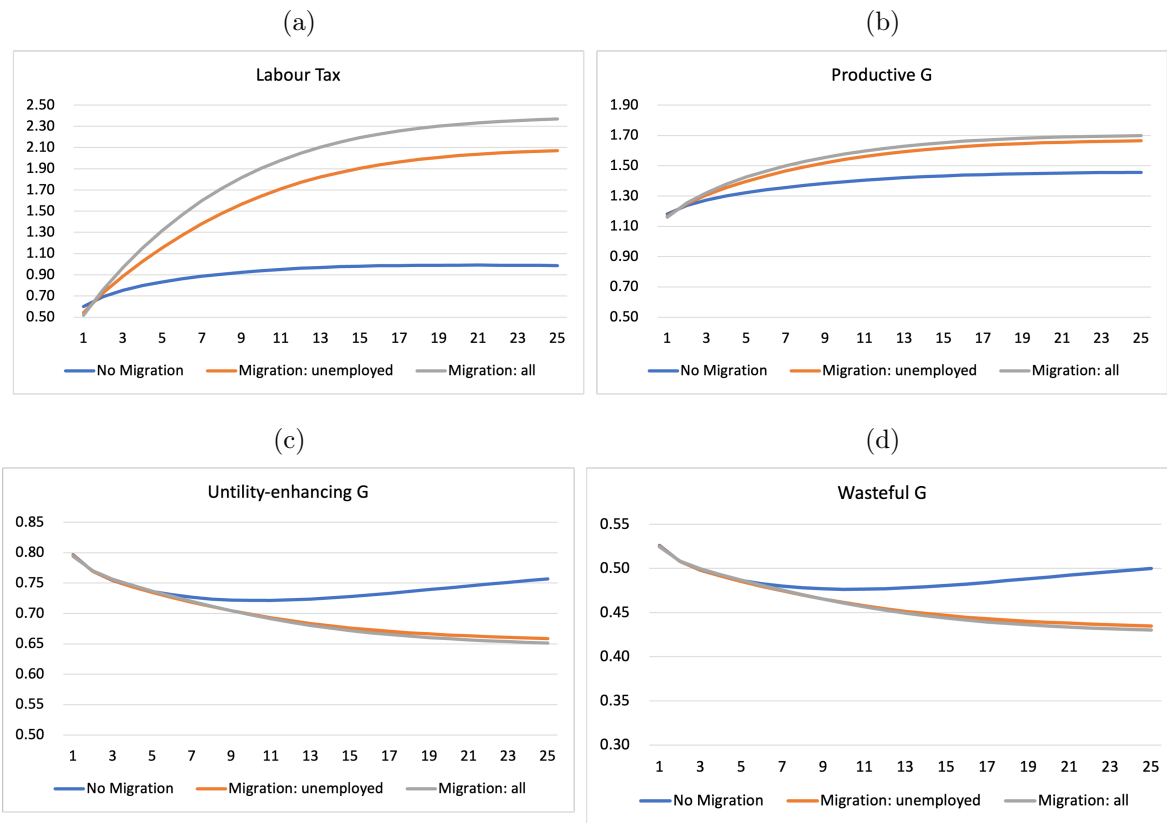 (a)
Labour Tax
2.50
2.30
2.10
1.90
1.70
1.50
1.30
1.10
0.90
0.70
0.50
1 3 5 7 9 11 13 15 17 19 21 23 25
No Migration Migration: unemployed Migration: all
(b)
Productive G
1.90
1.70
1.50
1.30
1.10
0.90
0.70
0.50
1 3 5 7 9 11 13 15 17 19 21 23 25
No Migration Migration: unemployed Migration: all
(c)
Untility-enhancing G
0.85
0.80
0.75
0.70
0.65
0.60
0.55
0.50
1 3 5 7 9 11 13 15 17 19 21 23 25
No Migration Migration: unemployed Migration: all
(d)
Wasteful G
0.55
0.50
0.45
0.40
0.35
0.30
1 3 5 7 9 11 13 15 17 19 21 23 25
No Migration Migration: unemployed Migration: all